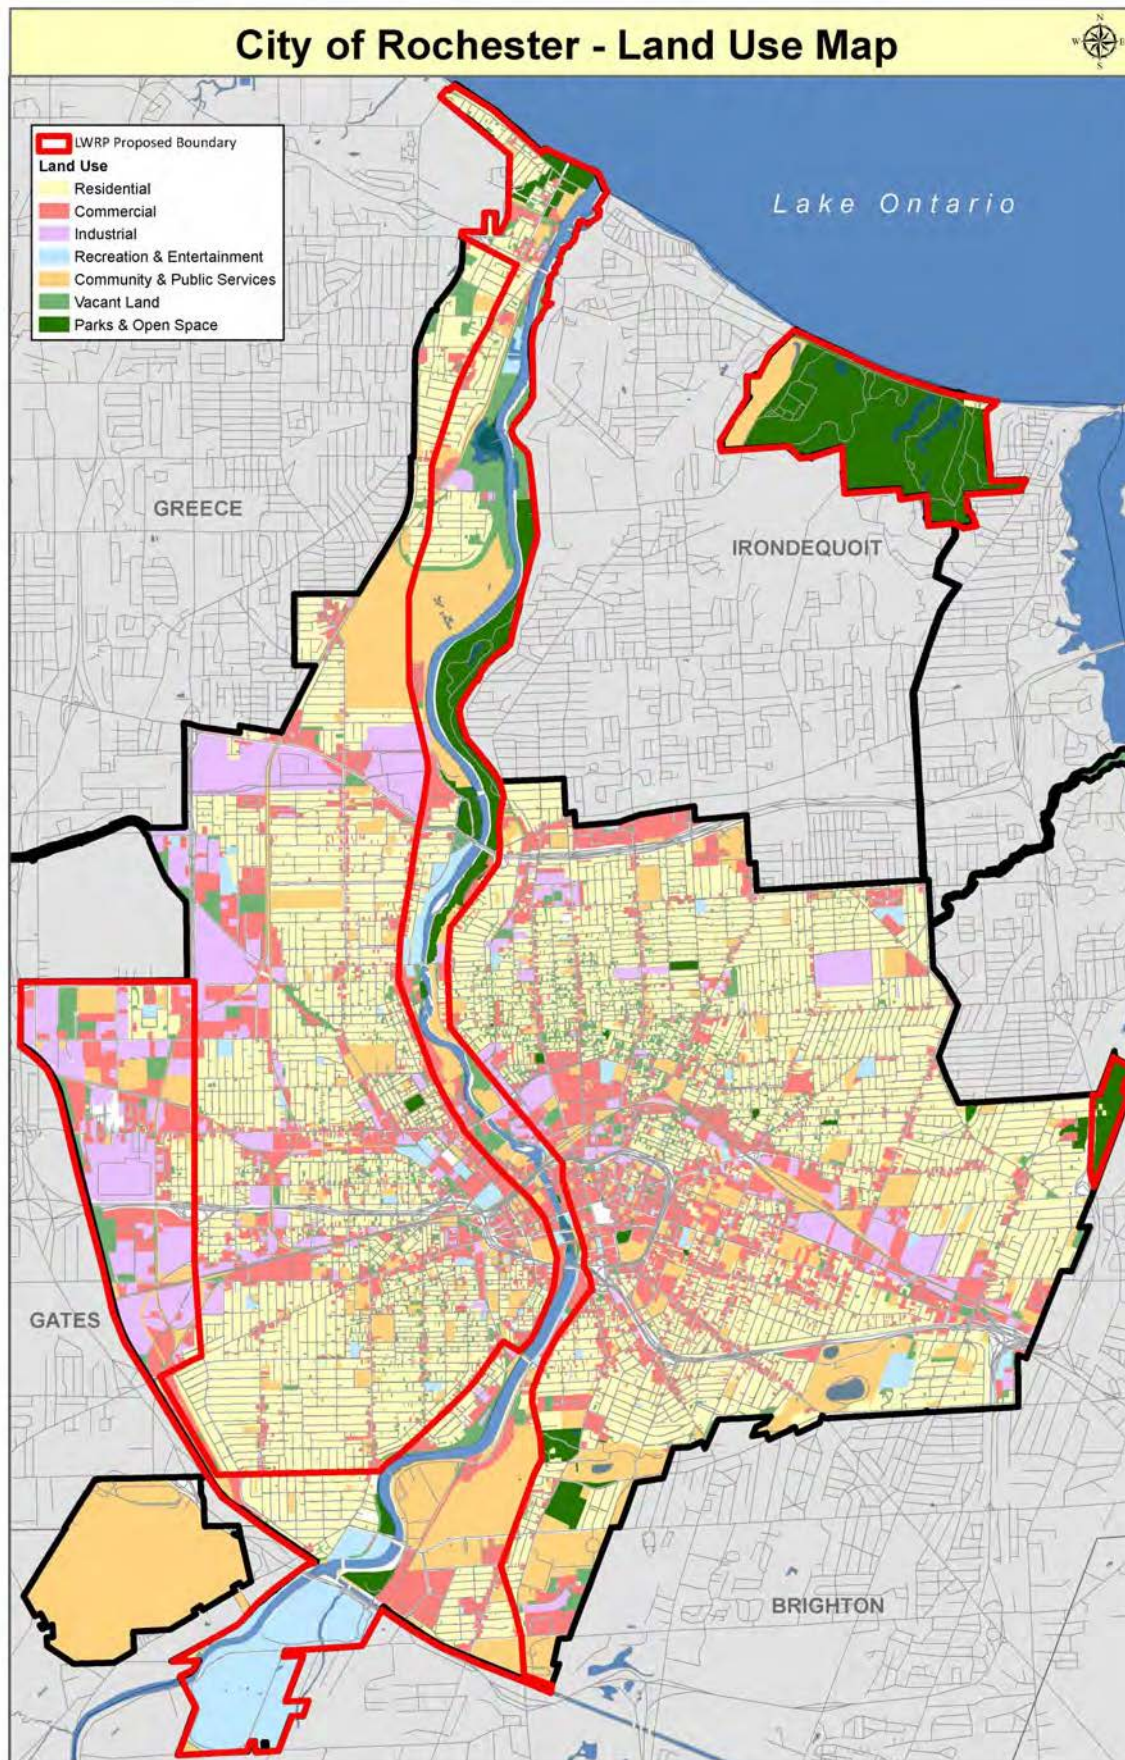 City of Rochester - Land Use Map
N
W E
S
LWRP Proposed Boundary
Land Use
Residential
Commercial
Industrial
Recreation & Entertainment
Community & Public Services
Vacant Land
Parks & Open Space
Lake Ontario
GREECE
IRONDEQUOIT
GATES
BRIGHTON